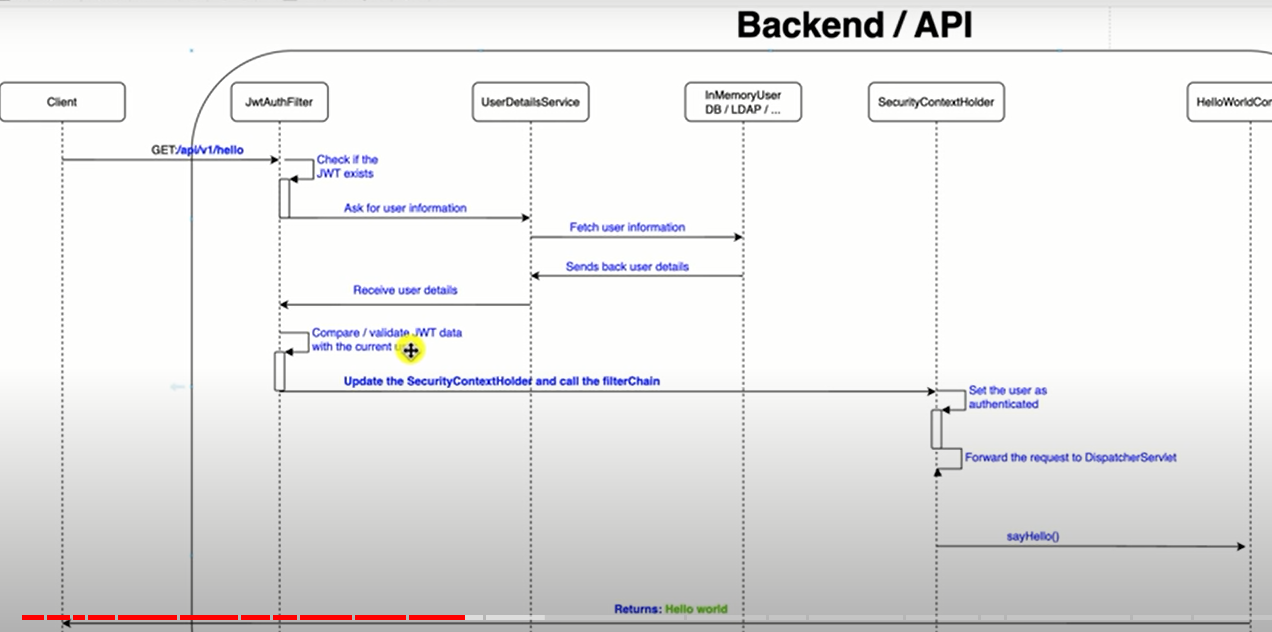 Backend / API
Client
JwtAuthFilter
UserDetailsService
InMemoryUser
DB / LDAP / ...
SecurityContextHolder
HelloWorldCon
GET:/api/v1/hello
Check if the
JWT exists
Ask for user information
Fetch user information
Sends back user details
Receive user details
Compare / validate JWT data
with the current
Update the SecurityContextHolder and call the filterChain
Set the user as
authenticated
Forward the request to DispatcherServlet
sayHello()
Returns: Hello world